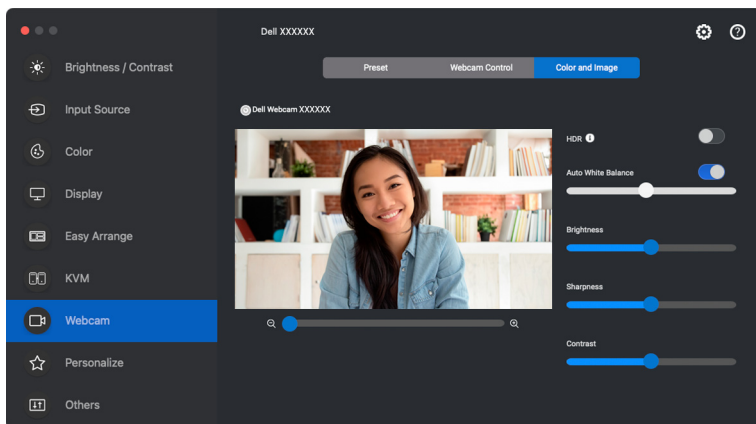 Dell XXXXXX
Brightness / Contrast
Input Source
Color
Display
Easy Arrange
KVM
Webcam
Personalize
Others
Preset
Webcam Control
Color and Image
Dell Webcam XXXXXX
HDR
Auto White Balance
Brightness
Sharpness
Contrast